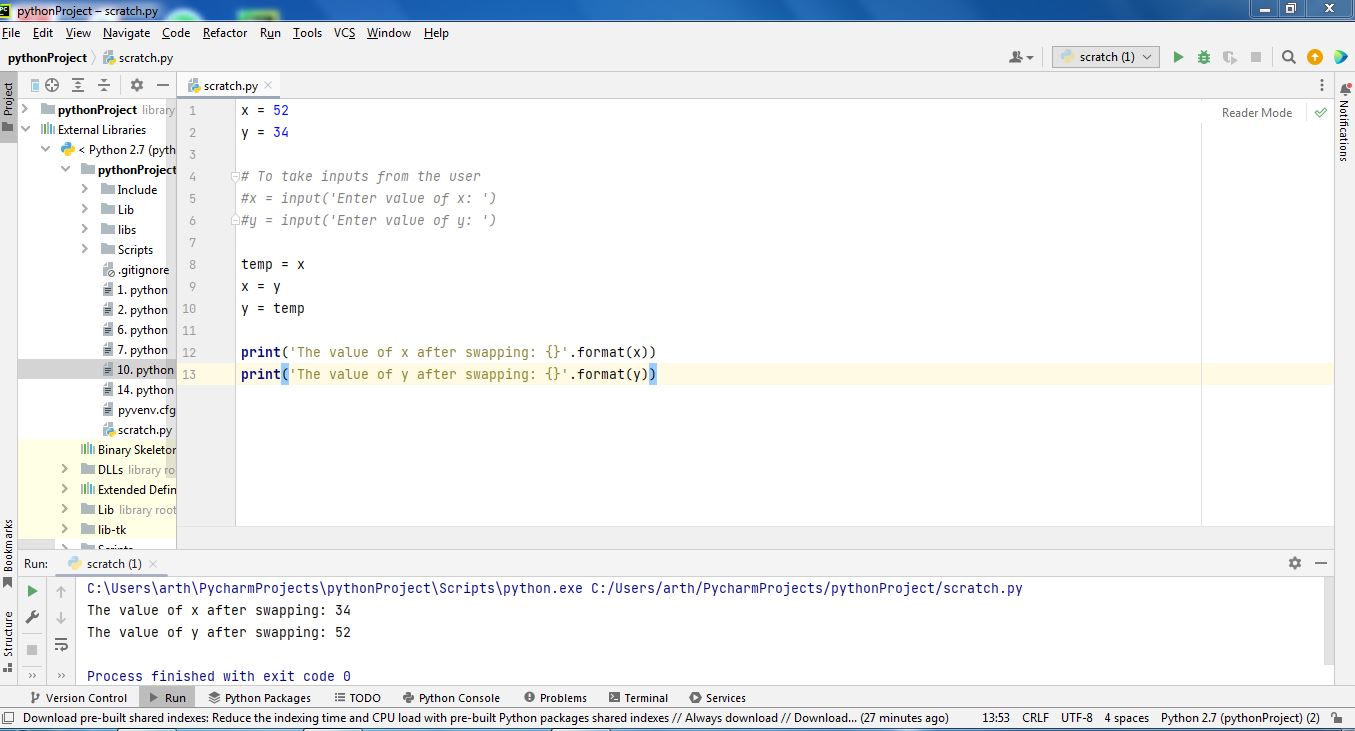 PC pythonProject – scratch.py
File Edit View Navigate Code Refactor Run Tools VCS Window Help
pythonProject scratch.py scratch (1)
Project
scratch.py
pythonProject library
External Libraries
< Python 2.7 (pyth
pythonProject
Include
Lib
libs
Scripts
.gitignore
1. python
2. python
6. python
7. python
10. python
14. python
pyvenv.cfg
scratch.py
Binary Skeletor
DLLs library ro
Extended Defin
Lib library root
lib-tk
Scripts
1 x = 52
2 y = 34
3
4 # To take inputs from the user
5 #x = input('Enter value of x: ')
6 #y = input('Enter value of y: ')
7
8 temp = x
9 x = y
10 y = temp
11
12 print('The value of x after swapping: {}'.format(x))
13 print('The value of y after swapping: {}'.format(y))
Reader Mode
Notifications
Bookmarks
Structure
Run: scratch (1)
C:\Users\arth\PycharmProjects\pythonProject\Scripts\python.exe C:/Users/arth/PycharmProjects/pythonProject/scratch.py
The value of x after swapping: 34
The value of y after swapping: 52
Process finished with exit code 0
Version Control Run Python Packages TODO Python Console Problems Terminal Services
Download pre-built shared indexes: Reduce the indexing time and CPU load with pre-built Python packages shared indexes // Always download // Download... (27 minutes ago) 13:53 CRLF UTF-8 4 spaces Python 2.7 (pythonProject) (2)